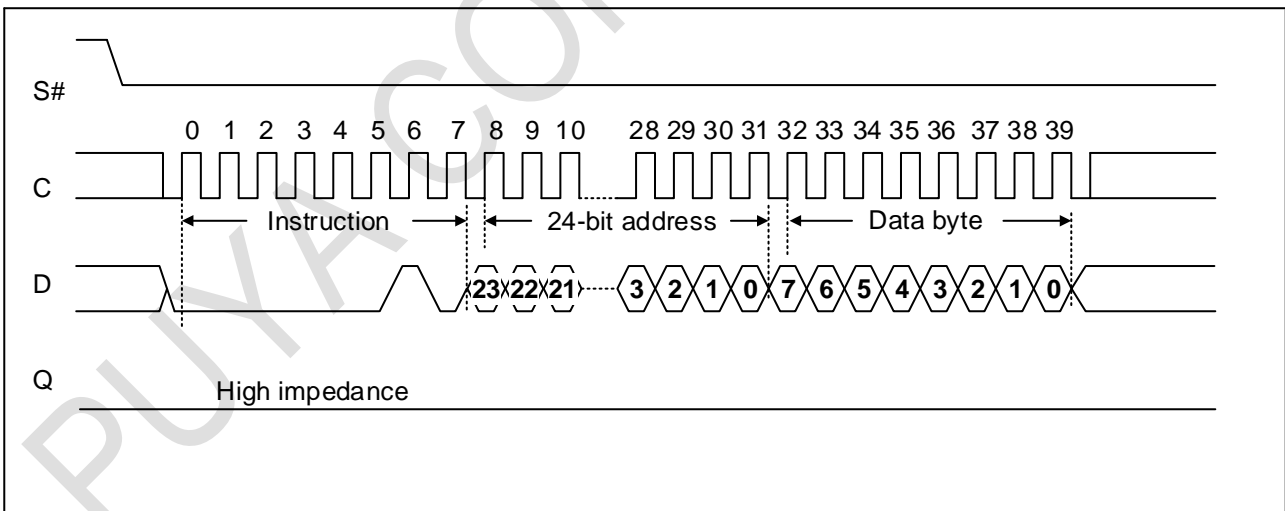 S#
0 1 2 3 4 5 6 7 8 9 10 28 29 30 31 32 33 34 35 36 37 38 39
C
Instruction 24-bit address Data byte
D
23 22 21 3 2 1 0 7 6 5 4 3 2 1 0
Q
High impedance